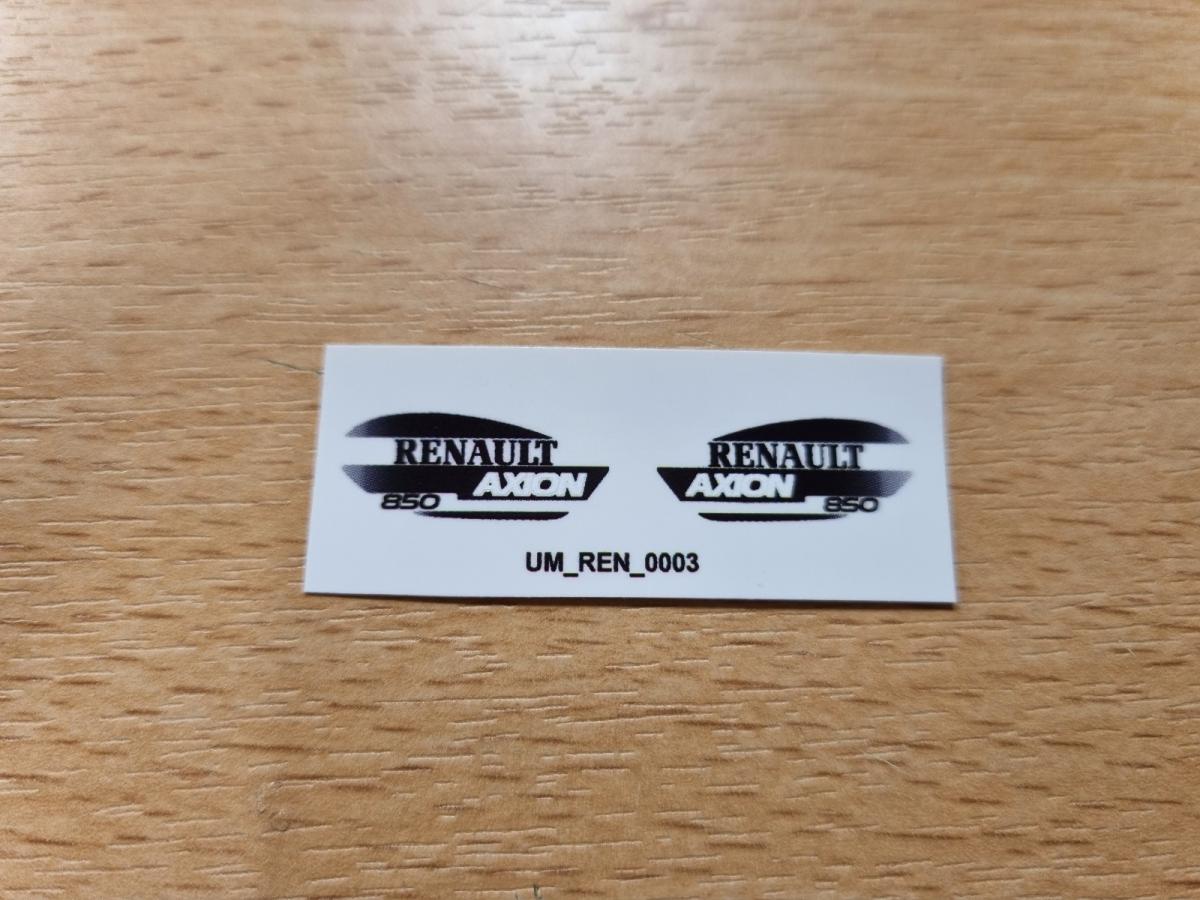 RENAULT
AXION
850
RENAULT
AXION
850
UM_REN_0003